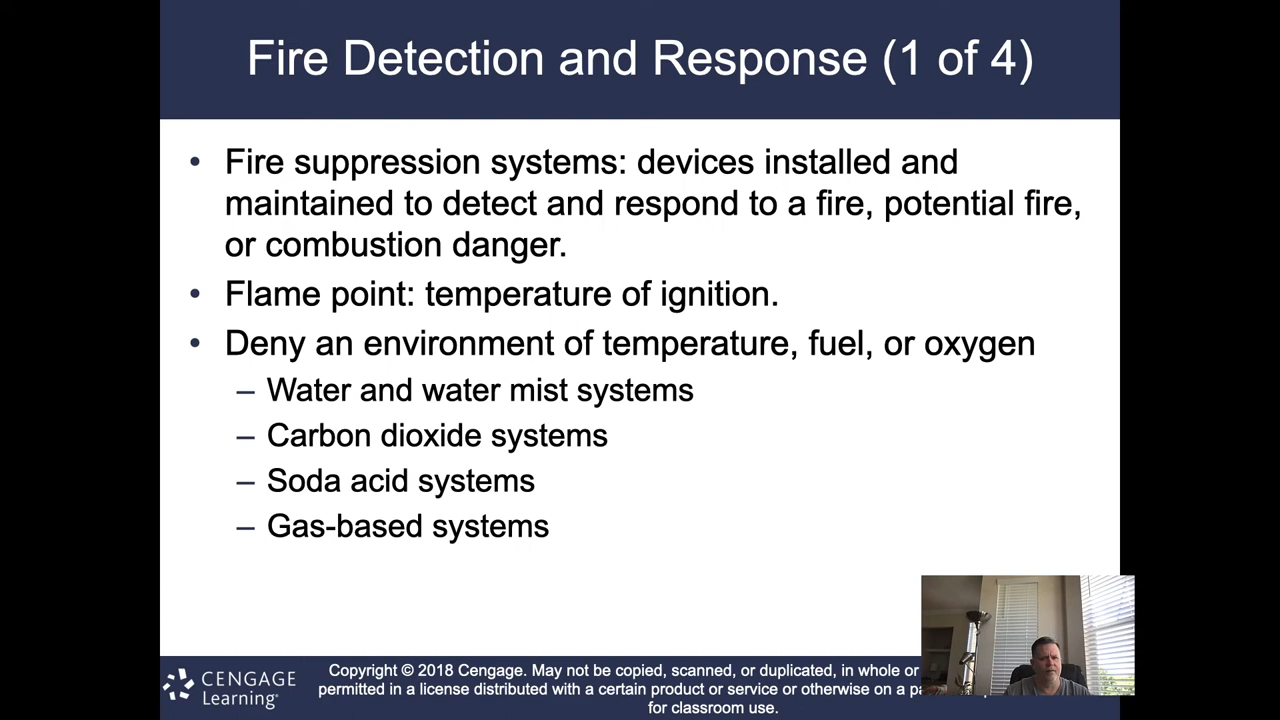 Fire Detection and Response (1 of 4)
• Fire suppression systems: devices installed and
maintained to detect and respond to a fire, potential fire,
or combustion danger.
• Flame point: temperature of ignition.
• Deny an environment of temperature, fuel, or oxygen
– Water and water mist systems
– Carbon dioxide systems
– Soda acid systems
– Gas-based systems
CENGAGE
Learning
Copyright © 2018 Cengage. May not be copied, scanned, or duplicated, in whole or
permitted in a license distributed with a certain product or service or otherwise on a
for classroom use.